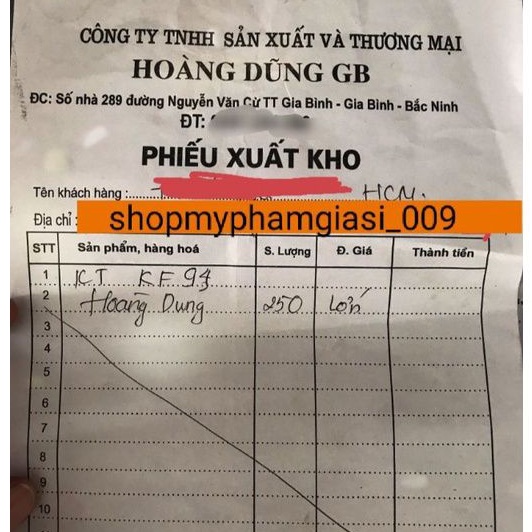 CÔNG TY TNHH SẢN XUẤT VÀ THƯƠNG MẠI
HOÀNG DŨNG GB
ĐC: Số nhà 289 đường Nguyễn Văn Cừ TT Gia Bình - Gia Bình - Bắc Ninh
ĐT:
PHIẾU XUẤT KHO
Tên khách hàng : HCM.
Địa chỉ : shopmyphamgiasi_009
STT Sản phẩm, hàng hoá S. Lượng Đ. Giá Thành tiền
1 KT KF 94
2 Hoàng Dung 250 Lớn
3
4
5
6
7
8
9
10